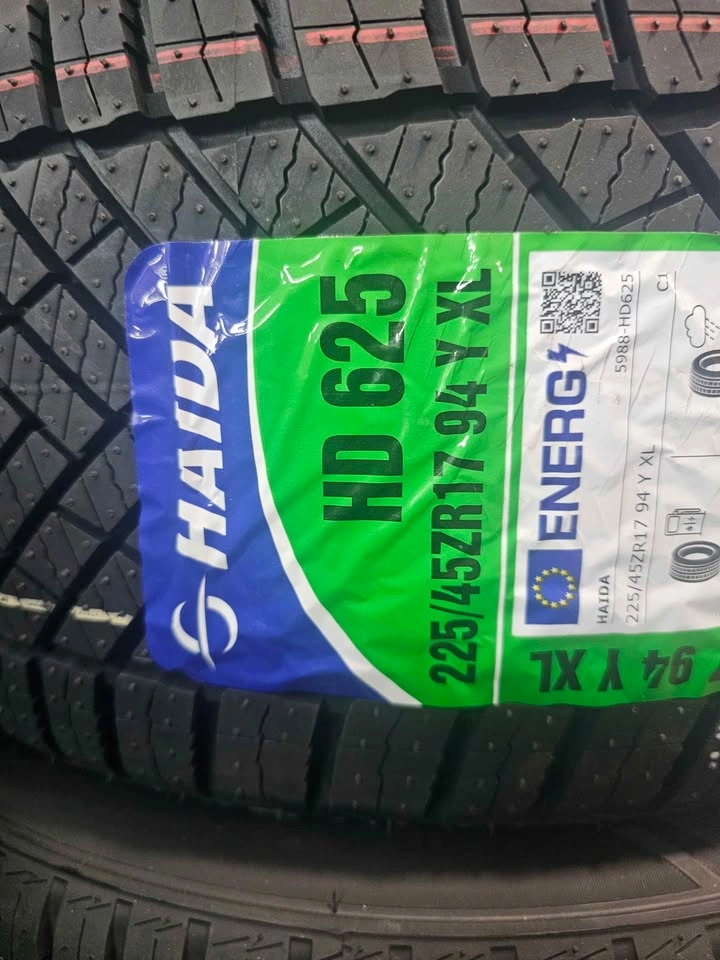 HAIDA
HD 625
225/45ZR17 94 Y XL
ENERG
HAIDA
5988-HD625
225/45ZR17 94 Y XL
C1
94 Y XL